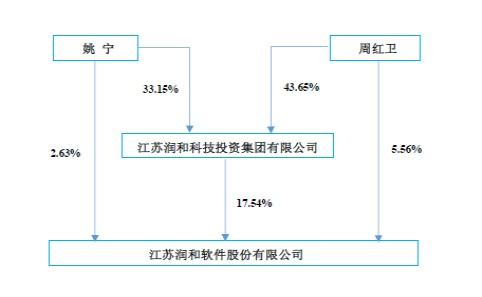 姚 宁
周红卫
33.15%
43.65%
江苏润和科技投资集团有限公司
2.63%
5.56%
17.54%
江苏润和软件股份有限公司